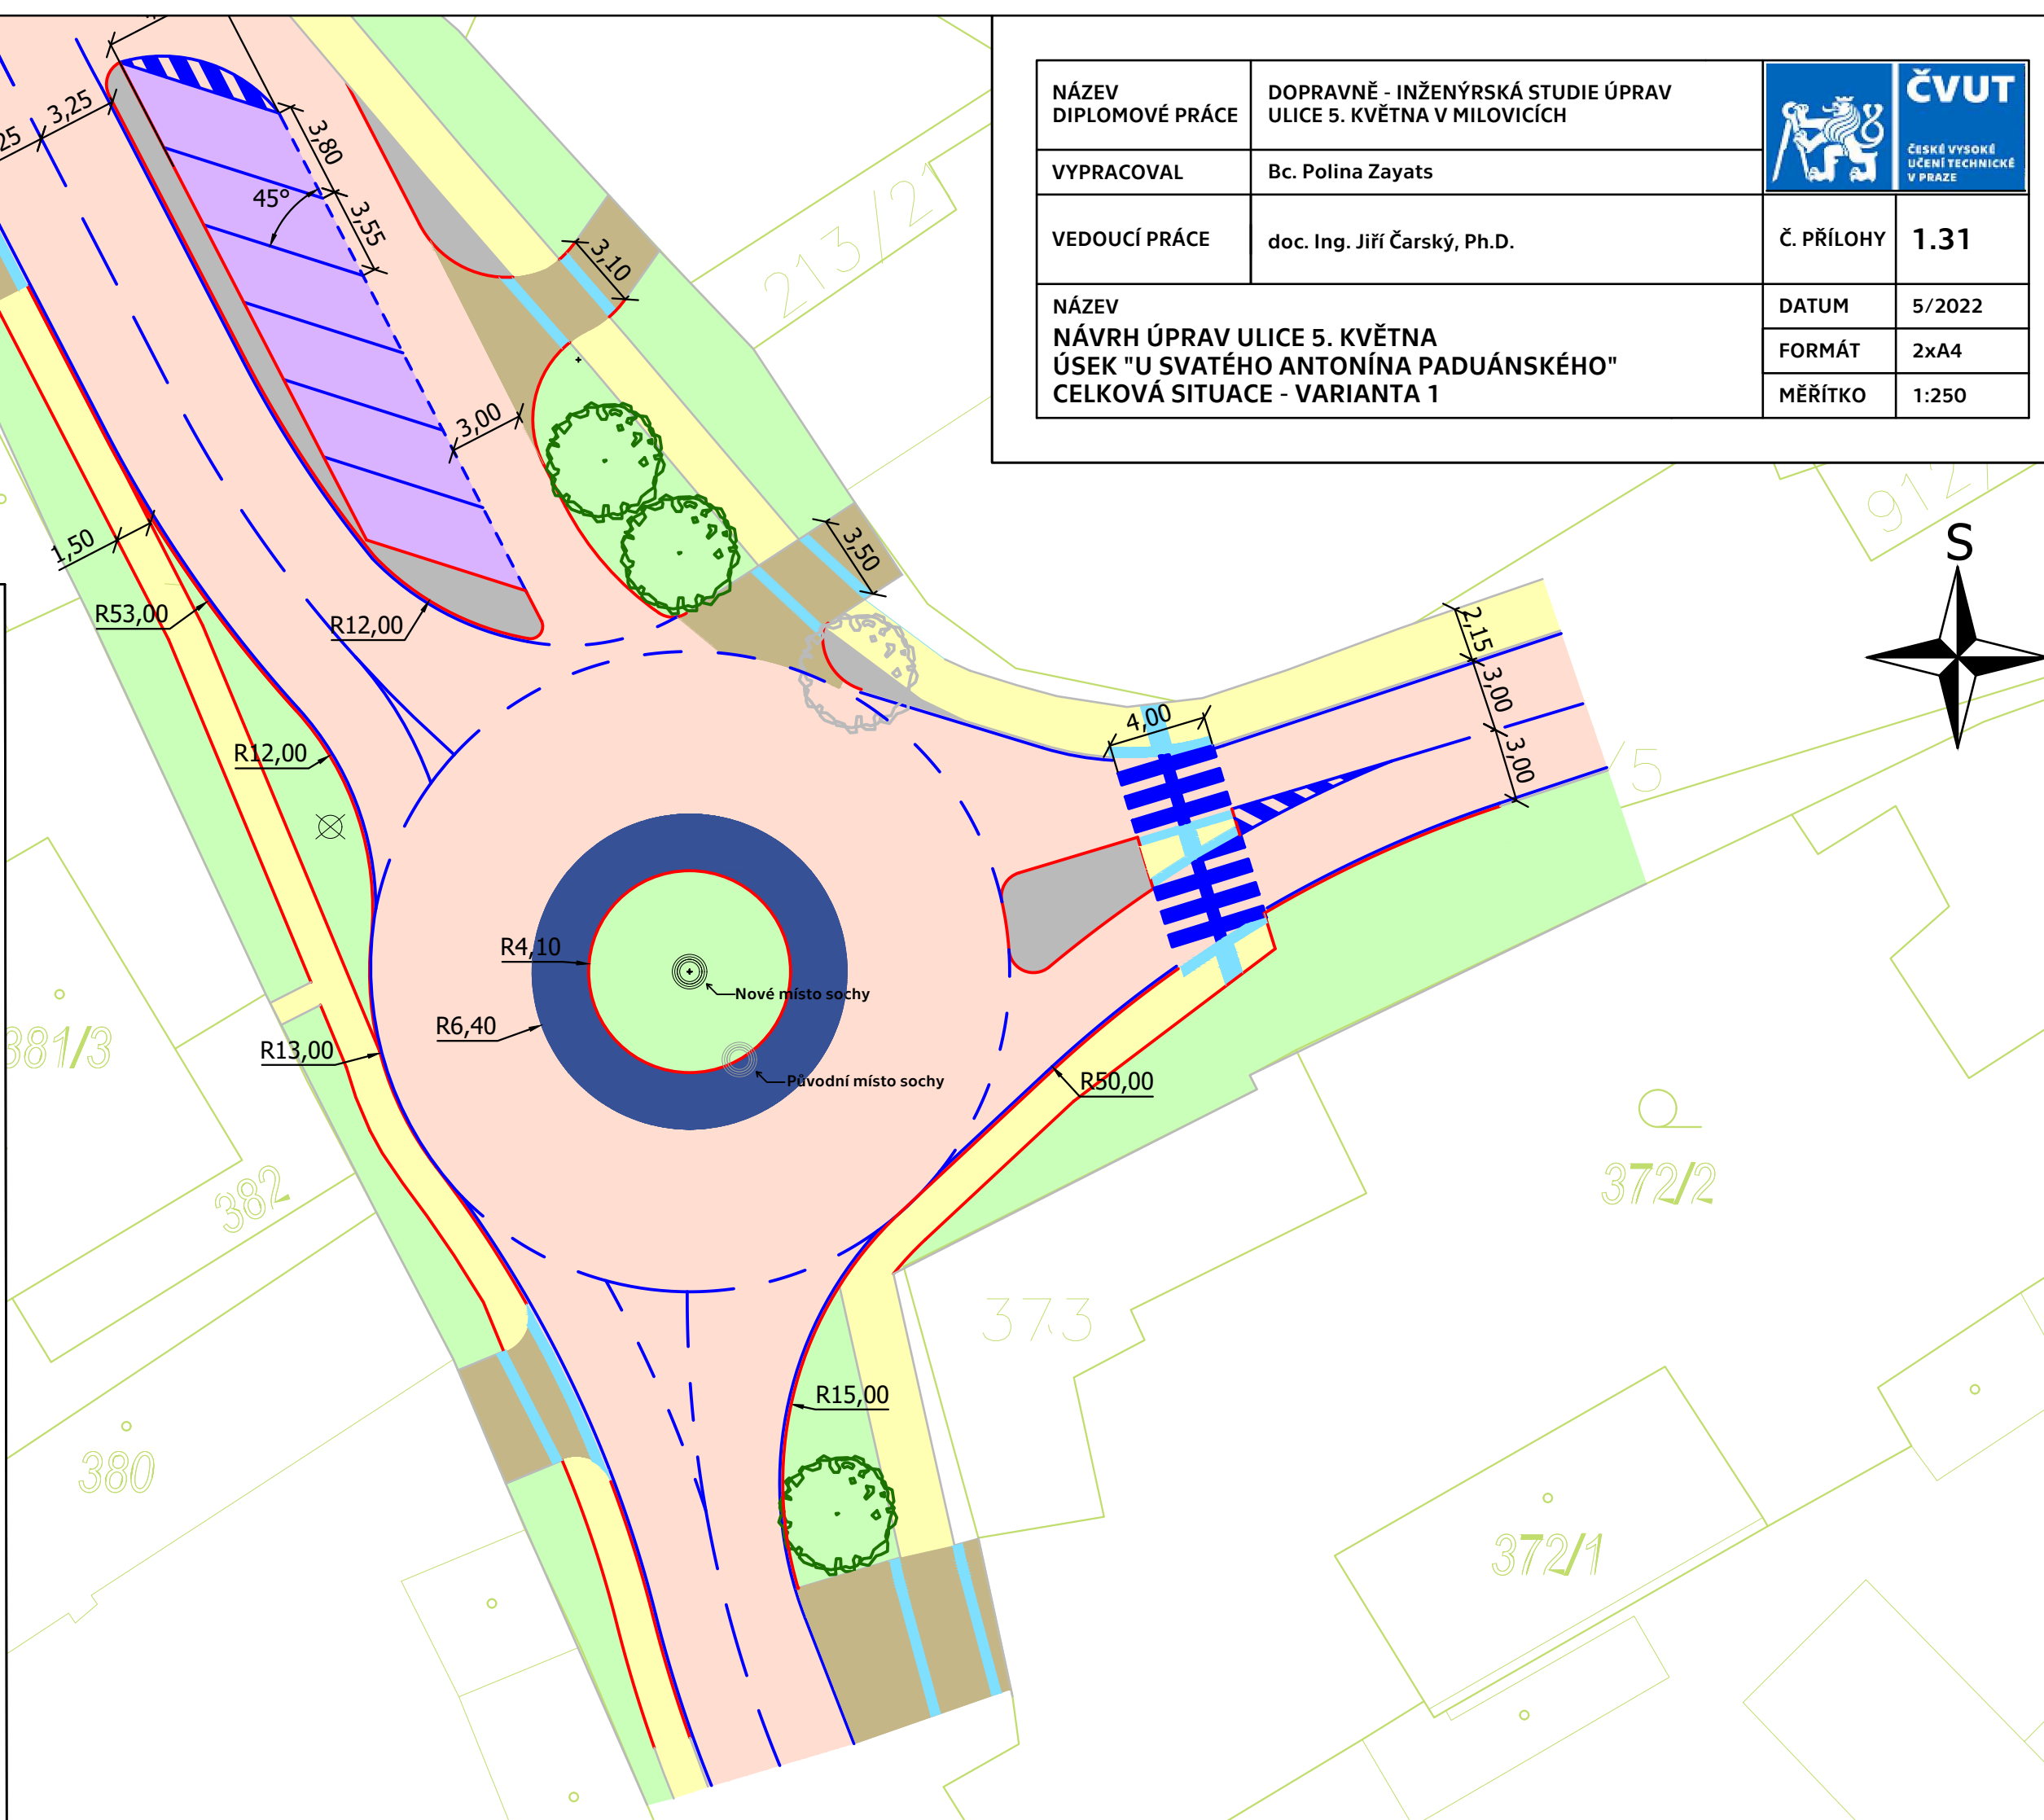 NÁZEV
DIPLOMOVÉ PRÁCE
DOPRAVNĚ - INŽENÝRSKÁ STUDIE ÚPRAV
ULICE 5. KVĚTNA V MILOVICÍCH
ČVUT
ČESKÉ VYSOKÉ
UČENÍ TECHNICKÉ
V PRAZE
VYPRACOVAL
Bc. Polina Zayats
VEDOUCÍ PRÁCE
doc. Ing. Jiří Čarský, Ph.D.
Č. PŘÍLOHY
1.31
NÁZEV
NÁVRH ÚPRAV ULICE 5. KVĚTNA
ÚSEK "U SVATÉHO ANTONÍNA PADUÁNSKÉHO"
CELKOVÁ SITUACE - VARIANTA 1
DATUM
5/2022
FORMÁT
2xA4
MĚŘÍTKO
1:250
3,25
25
3,80
45°
3,55
3,10
213/21
3,00
1,50
3,50
S
R53,00
R12,00
2,15
3,00
3,00
4,00
R12,00
/5
R4,10
Nové místo sochy
R6,40
R13,00
Původní místo sochy
R50,00
381/3
382
372/2
373
R15,00
380
372/1